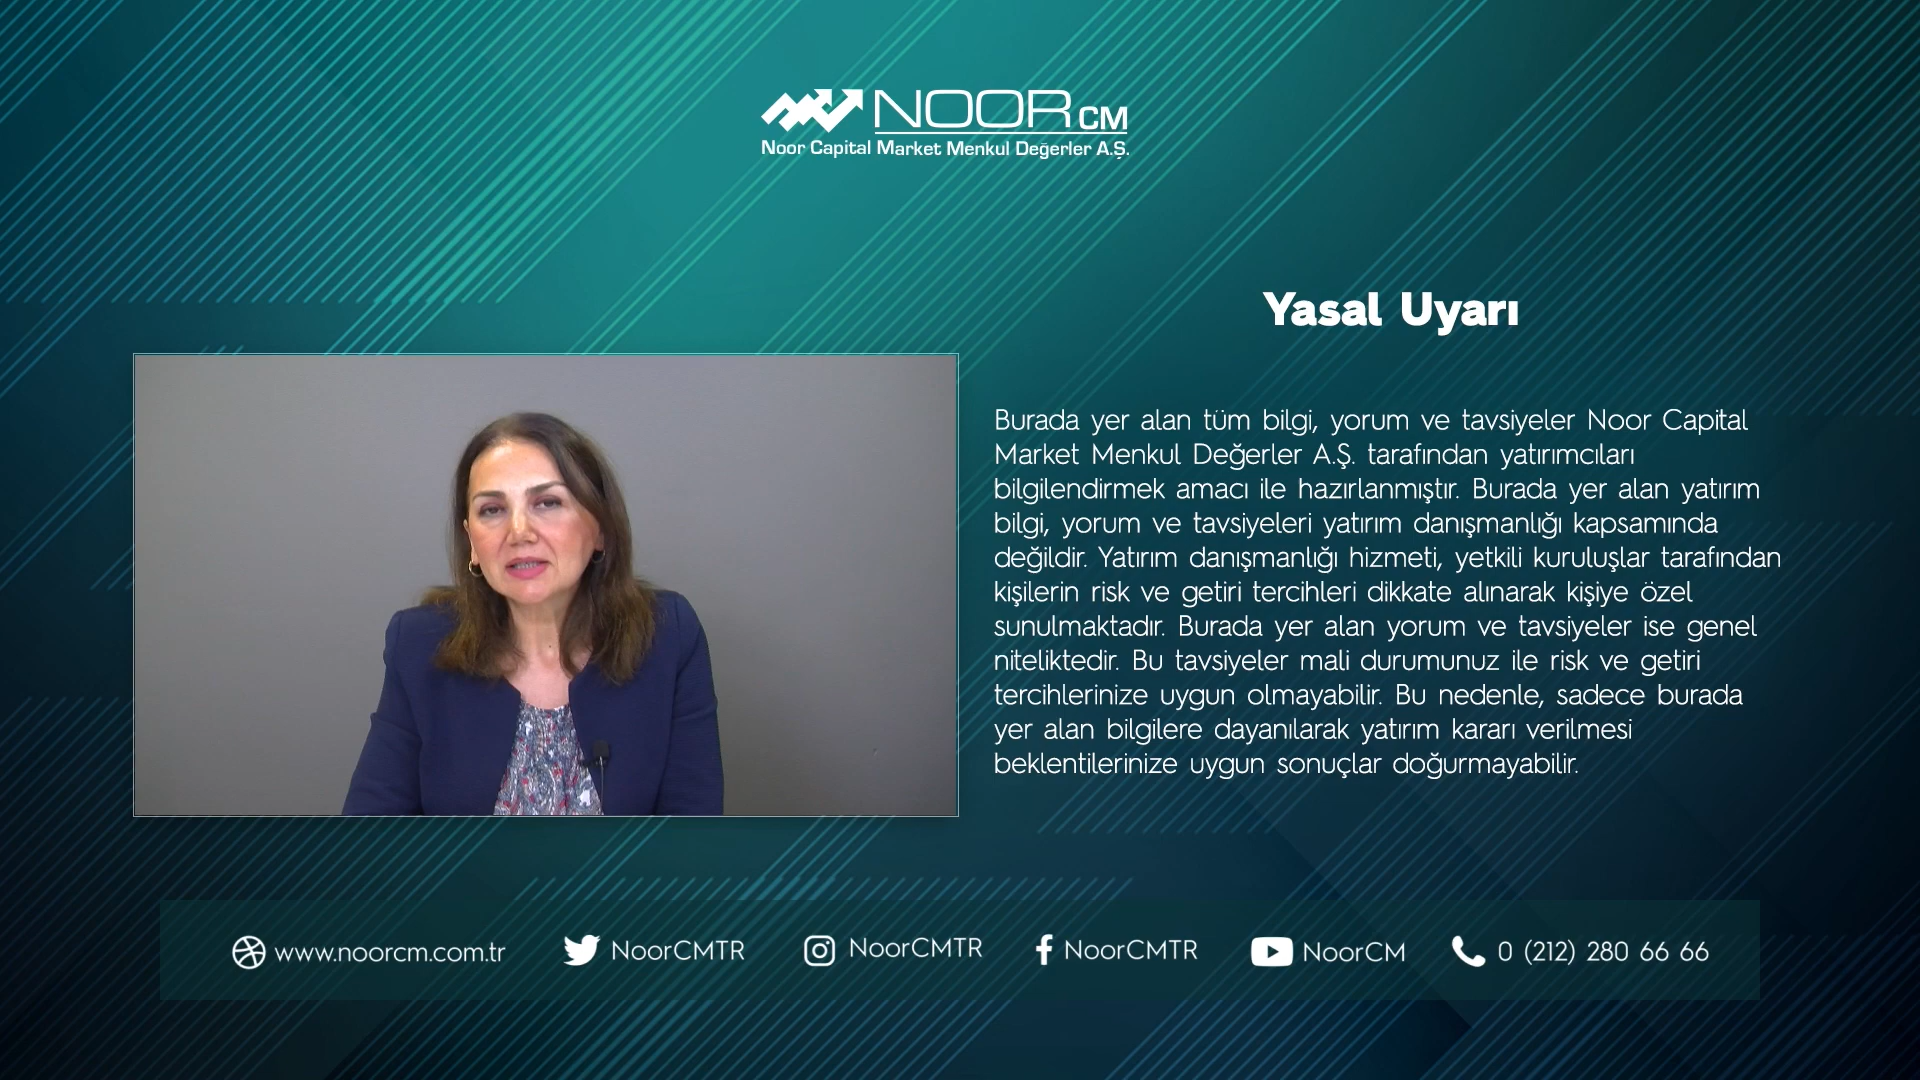 NOOR CM
Noor Capital Market Menkul Değerler A.Ş.
Yasal Uyarı
Burada yer alan tüm bilgi, yorum ve tavsiyeler Noor Capital
Market Menkul Değerler A.Ş. tarafından yatırımcıları
bilgilendirmek amacı ile hazırlanmıştır. Burada yer alan yatırım
bilgi, yorum ve tavsiyeleri yatırım danışmanlığı kapsamında
değildir. Yatırım danışmanlığı hizmeti, yetkili kuruluşlar tarafından
kişilerin risk ve getiri tercihleri dikkate alınarak kişiye özel
sunulmaktadır. Burada yer alan yorum ve tavsiyeler ise genel
niteliktedir. Bu tavsiyeler mali durumunuz ile risk ve getiri
tercihlerinize uygun olmayabilir. Bu nedenle, sadece burada
yer alan bilgilere dayanılarak yatırım kararı verilmesi
beklentilerinize uygun sonuçlar doğurmayabilir.
www.noorcm.com.tr NoorCMTR NoorCMTR NoorCMTR NoorCM 0 (212) 280 66 66